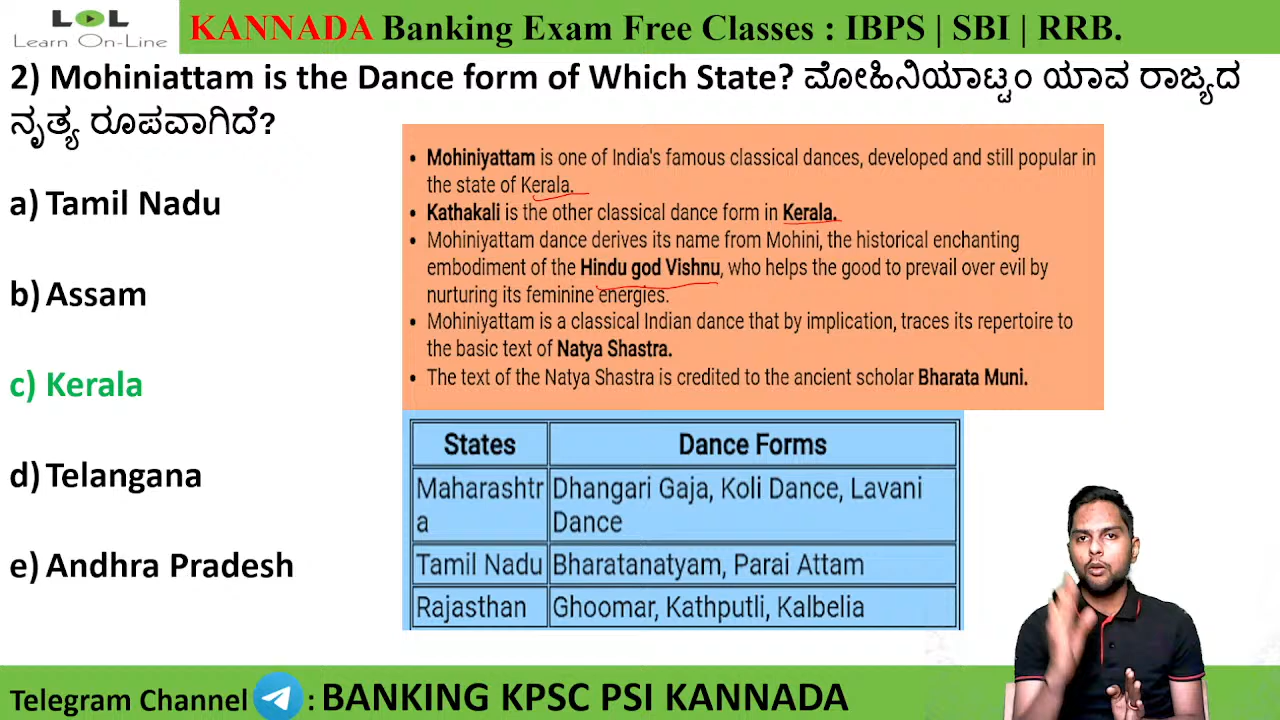 LOL
Learn On-Line
KANNADA Banking Exam Free Classes : IBPS | SBI | RRB.
2) Mohiniattam is the Dance form of Which State? ಮೋಹಿನಿಯಾಟ್ಟಂ ಯಾವ ರಾಜ್ಯದ
ನೃತ್ಯ ರೂಪವಾಗಿದೆ?
a) Tamil Nadu
b) Assam
c) Kerala
d) Telangana
e) Andhra Pradesh
• Mohiniyattam is one of India's famous classical dances, developed and still popular in
the state of Kerala.
• Kathakali is the other classical dance form in Kerala.
• Mohiniyattam dance derives its name from Mohini, the historical enchanting
embodiment of the Hindu god Vishnu, who helps the good to prevail over evil by
nurturing its feminine energies.
• Mohiniyattam is a classical Indian dance that by implication, traces its repertoire to
the basic text of Natya Shastra.
• The text of the Natya Shastra is credited to the ancient scholar Bharata Muni.
States Dance Forms
Maharashtr Dhangari Gaja, Koli Dance, Lavani
a Dance
Tamil Nadu Bharatanatyam, Parai Attam
Rajasthan Ghoomar, Kathputli, Kalbelia
Telegram Channel : BANKING KPSC PSI KANNADA